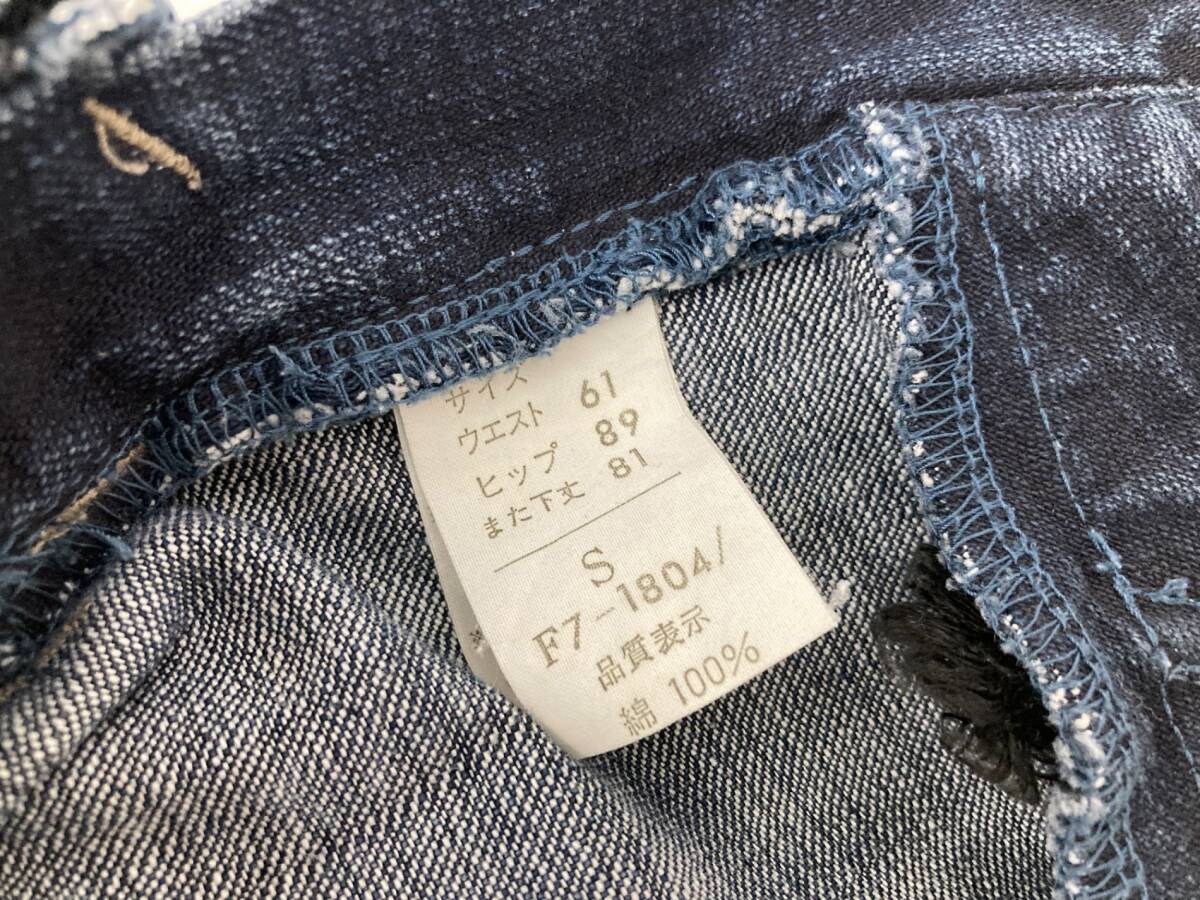 サイズ
ウエスト 61
ヒップ 89
また下丈 81
S
F7-1804/
品質表示
綿 100%